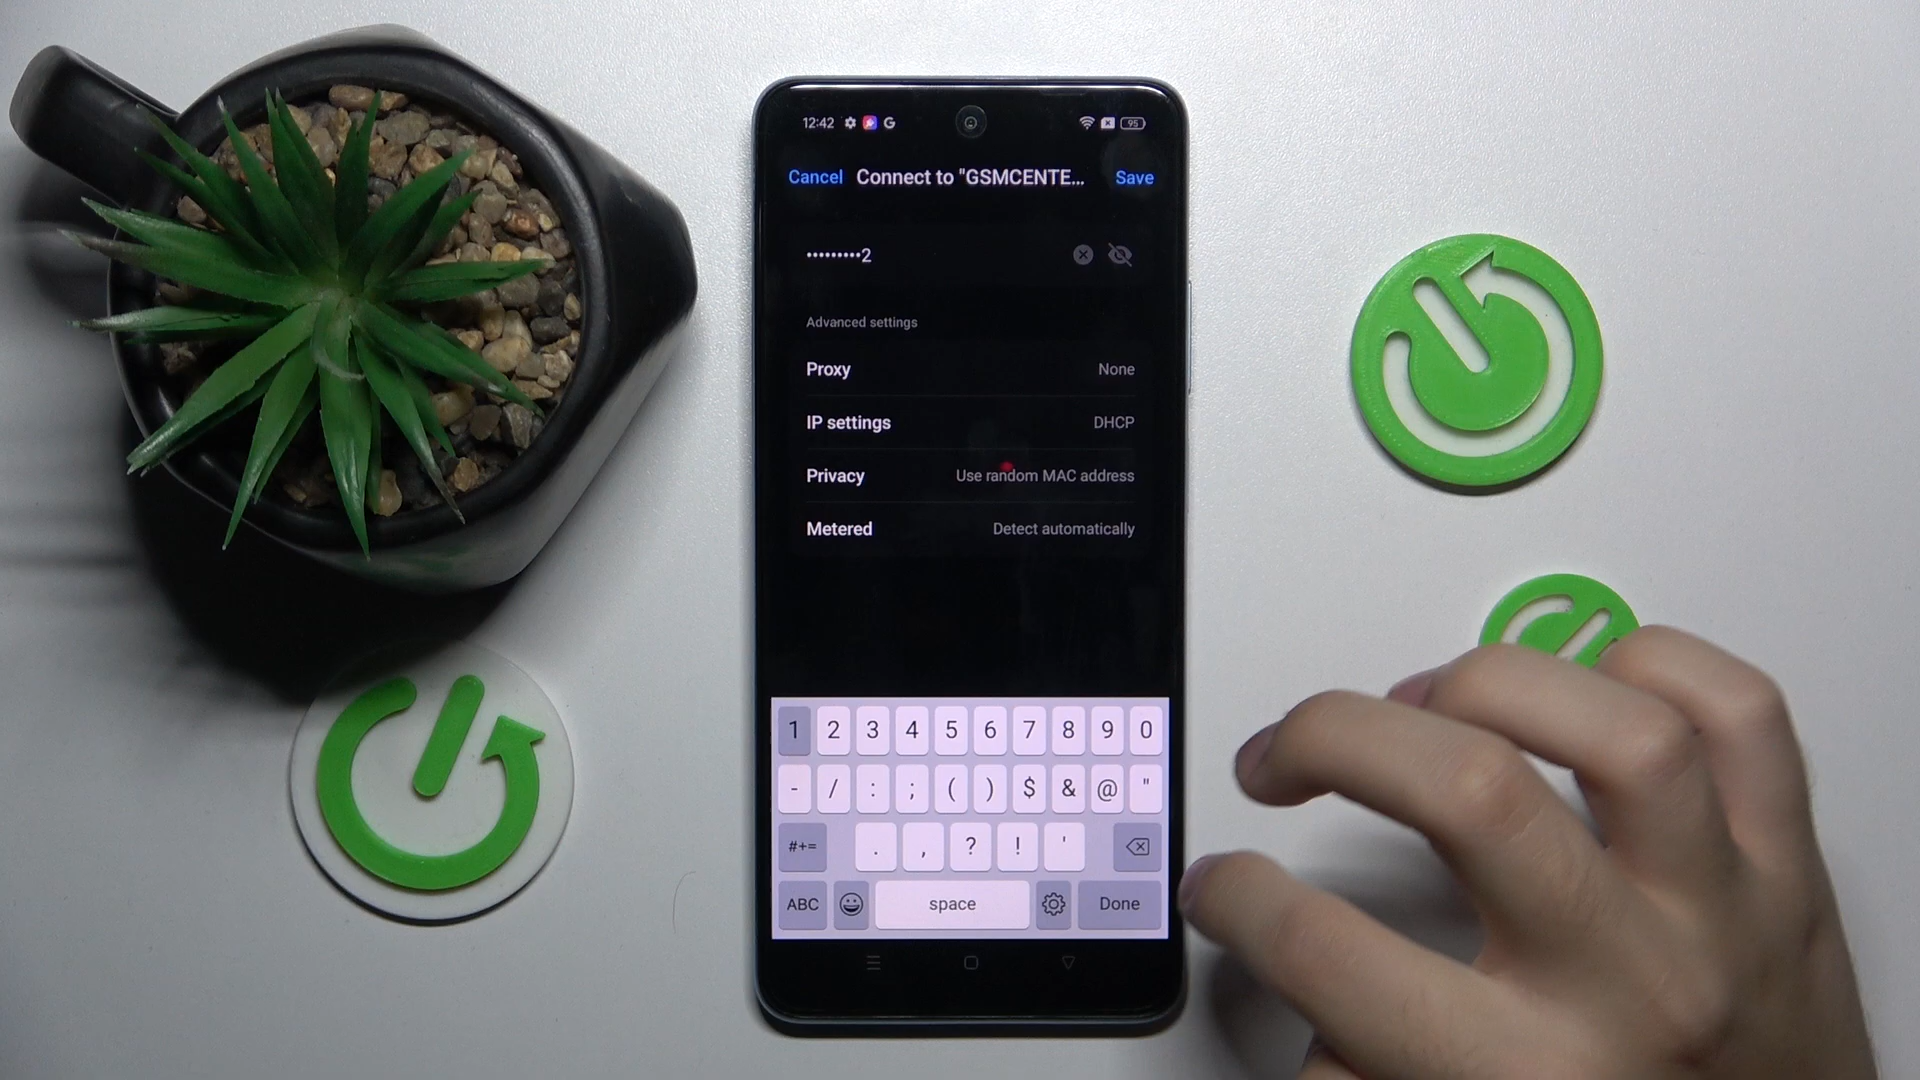 12:42 G 95
Cancel Connect to "GSMCENTE... Save
•••••••••2
Advanced settings
Proxy None
IP settings DHCP
Privacy Use random MAC address
Metered Detect automatically
1 2 3 4 5 6 7 8 9 0
- / : ; ( ) $ & @ "
#+= . , ? ! '
ABC space Done